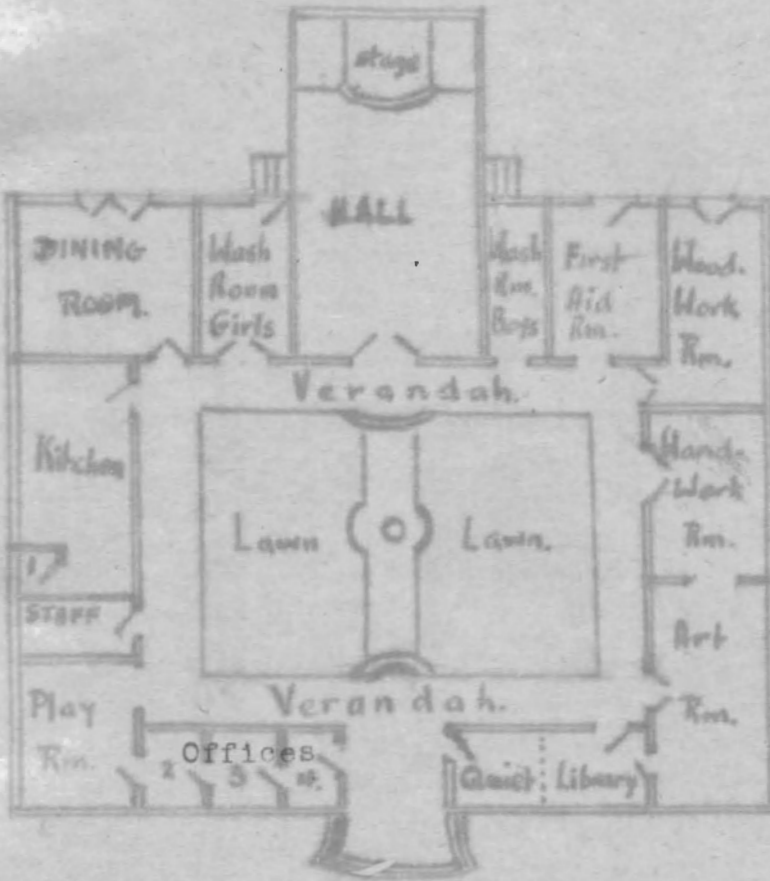 stage
HALL
DINING
ROOM.
Wash
Room
Girls
Wash
Rm.
Boys
First
Aid
Rm.
Wood-
Work
Rm.
Verandah.
Kitchen
1
STAFF
Lawn
Lawn.
Hand-
Work
Rm.
Art
Rm.
Verandah.
Play
Rm.
Offices
2
3
Quiet
Library